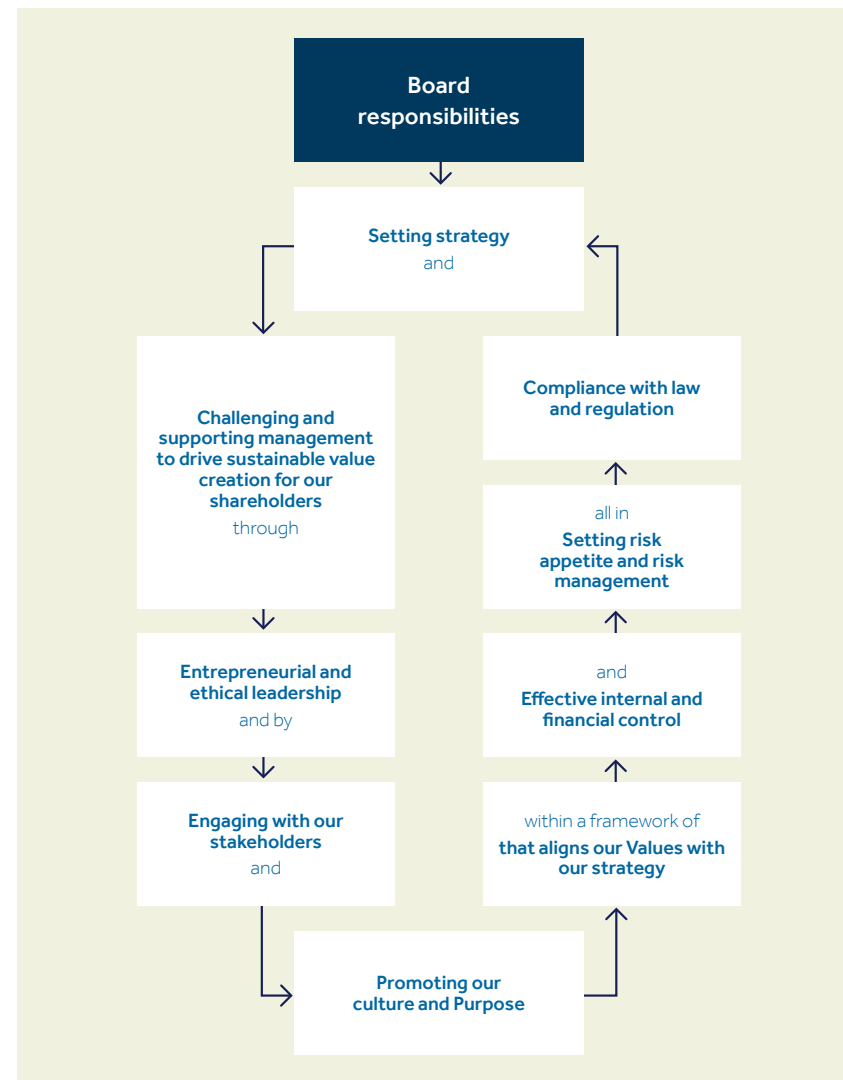 Board
responsibilities
Setting strategy
and
Challenging and
supporting management
to drive sustainable value
creation for our
shareholders
through
Entrepreneurial and
ethical leadership
and by
Engaging with our
stakeholders
and
Promoting our
culture and Purpose
within a framework of
that aligns our Values with
our strategy
and
Effective internal and
financial control
all in
Setting risk
appetite and risk
management
Compliance with law
and regulation